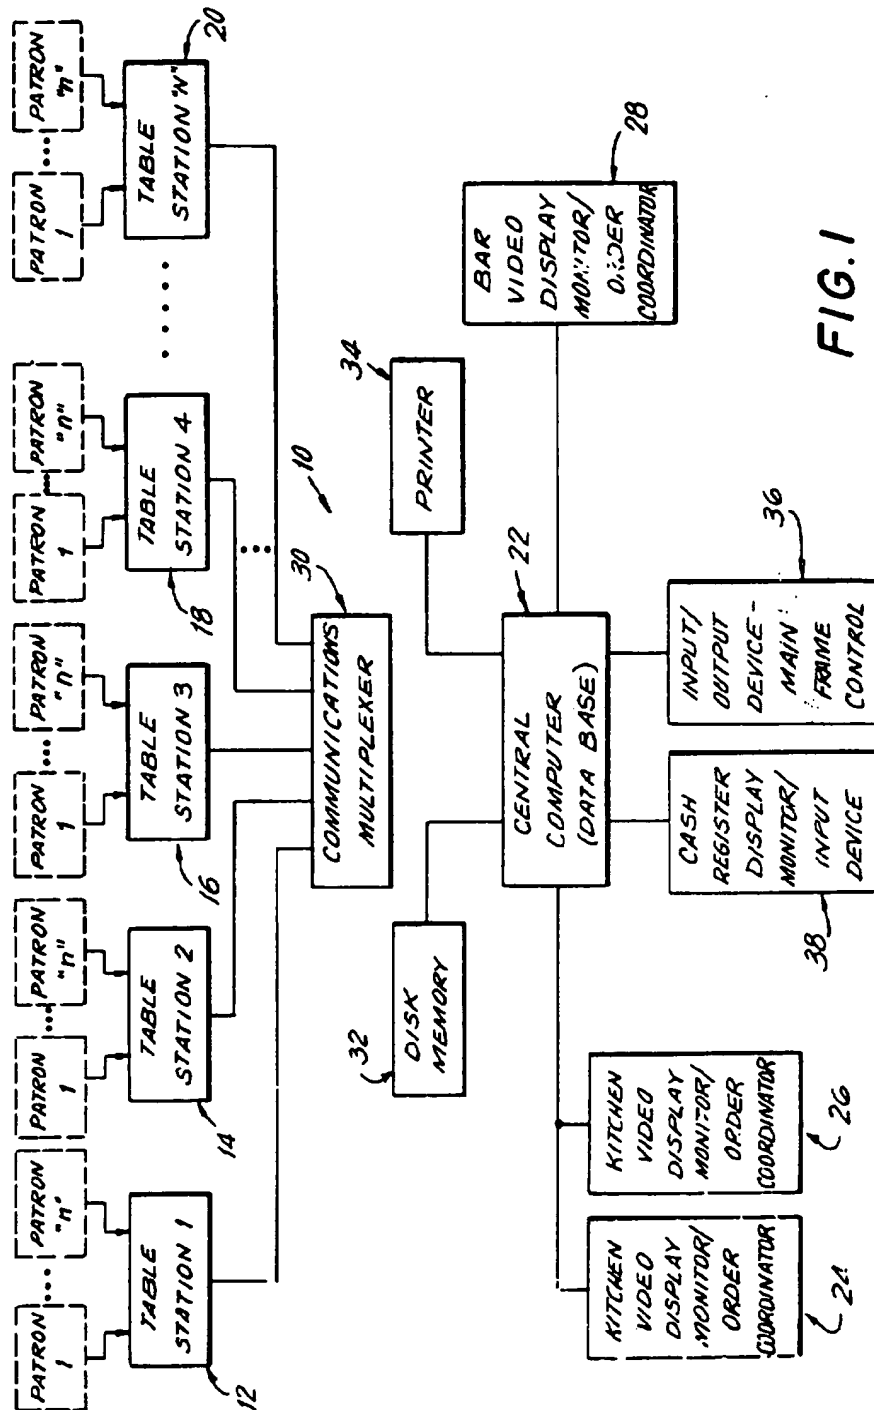 PATRON
1
PATRON
"n"
PATRON
1
PATRON
"n"
PATRON
1
PATRON
"n"
PATRON
1
PATRON
"n"
PATRON
1
PATRON
"n"
TABLE
STATION 1
12
TABLE
STATION 2
14
TABLE
STATION 3
16
TABLE
STATION 4
18
TABLE
STATION "N"
20
COMMUNICATIONS
MULTIPLEXER
30
10
DISK
MEMORY
32
PRINTER
34
CENTRAL
COMPUTER
(DATA BASE)
22
KITCHEN
VIDEO
DISPLAY
MONITOR/
ORDER
COORDINATOR
24
KITCHEN
VIDEO
DISPLAY
MONITOR/
ORDER
COORDINATOR
26
CASH
REGISTER
DISPLAY
MONITOR/
INPUT
DEVICE
38
INPUT/
OUTPUT
DEVICE-
MAIN
FRAME
CONTROL
36
BAR
VIDEO
DISPLAY
MONITOR/
ORDER
COORDINATOR
28
FIG. 1